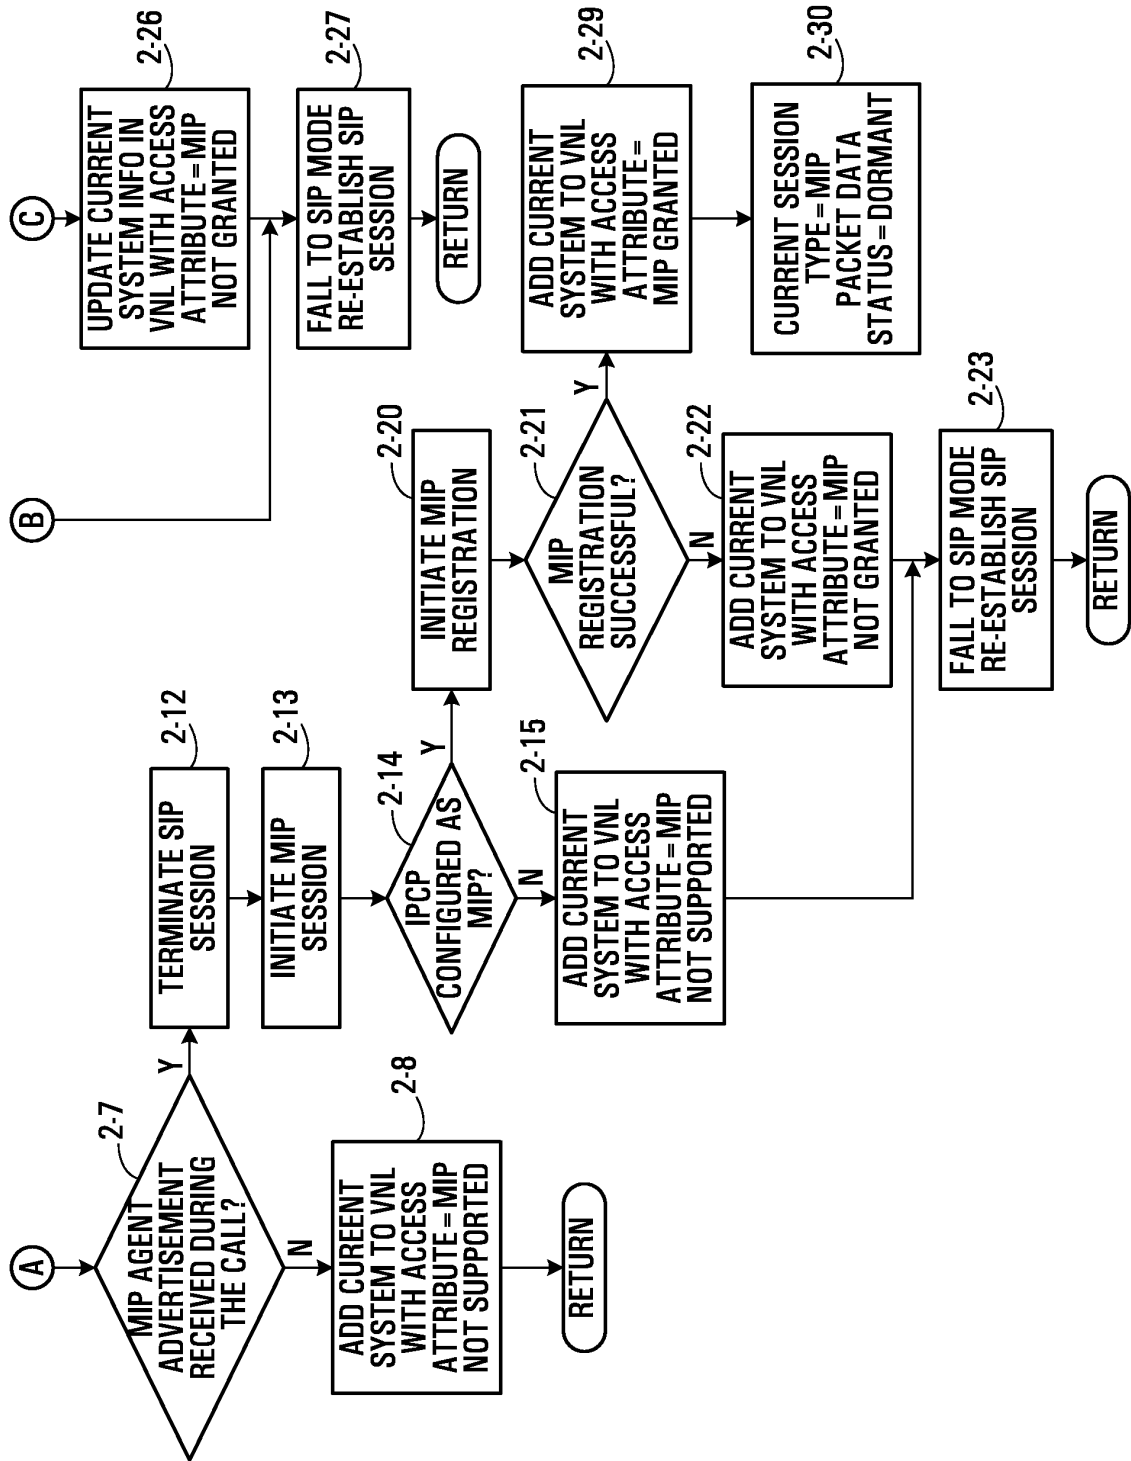 A
MIP AGENT
ADVERTISEMENT
RECEIVED DURING
THE CALL?
2-7
Y
N
ADD CUREENT
SYSTEM TO VNL
WITH ACCESS
ATTRIBUTE = MIP
NOT SUPPORTED
2-8
RETURN
TERMINATE SIP
SESSION
2-12
INITIATE MIP
SESSION
2-13
IPCP
CONFIGURED AS
MIP?
2-14
Y
N
ADD CURRENT
SYSTEM TO VNL
WITH ACCESS
ATTRIBUTE = MIP
NOT SUPPORTED
2-15
INITIATE MIP
REGISTRATION
2-20
MIP
REGISTRATION
SUCCESSFUL?
2-21
Y
N
ADD CURRENT
SYSTEM TO VNL
WITH ACCESS
ATTRIBUTE = MIP
NOT GRANTED
2-22
FALL TO SIP MODE
RE-ESTABLISH SIP
SESSION
2-23
RETURN
B
C
UPDATE CURRENT
SYSTEM INFO IN
VNL WITH ACCESS
ATTRIBUTE = MIP
NOT GRANTED
2-26
FALL TO SIP MODE
RE-ESTABLISH SIP
SESSION
2-27
RETURN
ADD CURRENT
SYSTEM TO VNL
WITH ACCESS
ATTRIBUTE =
MIP GRANTED
2-29
CURRENT SESSION
TYPE = MIP
PACKET DATA
STATUS = DORMANT
2-30